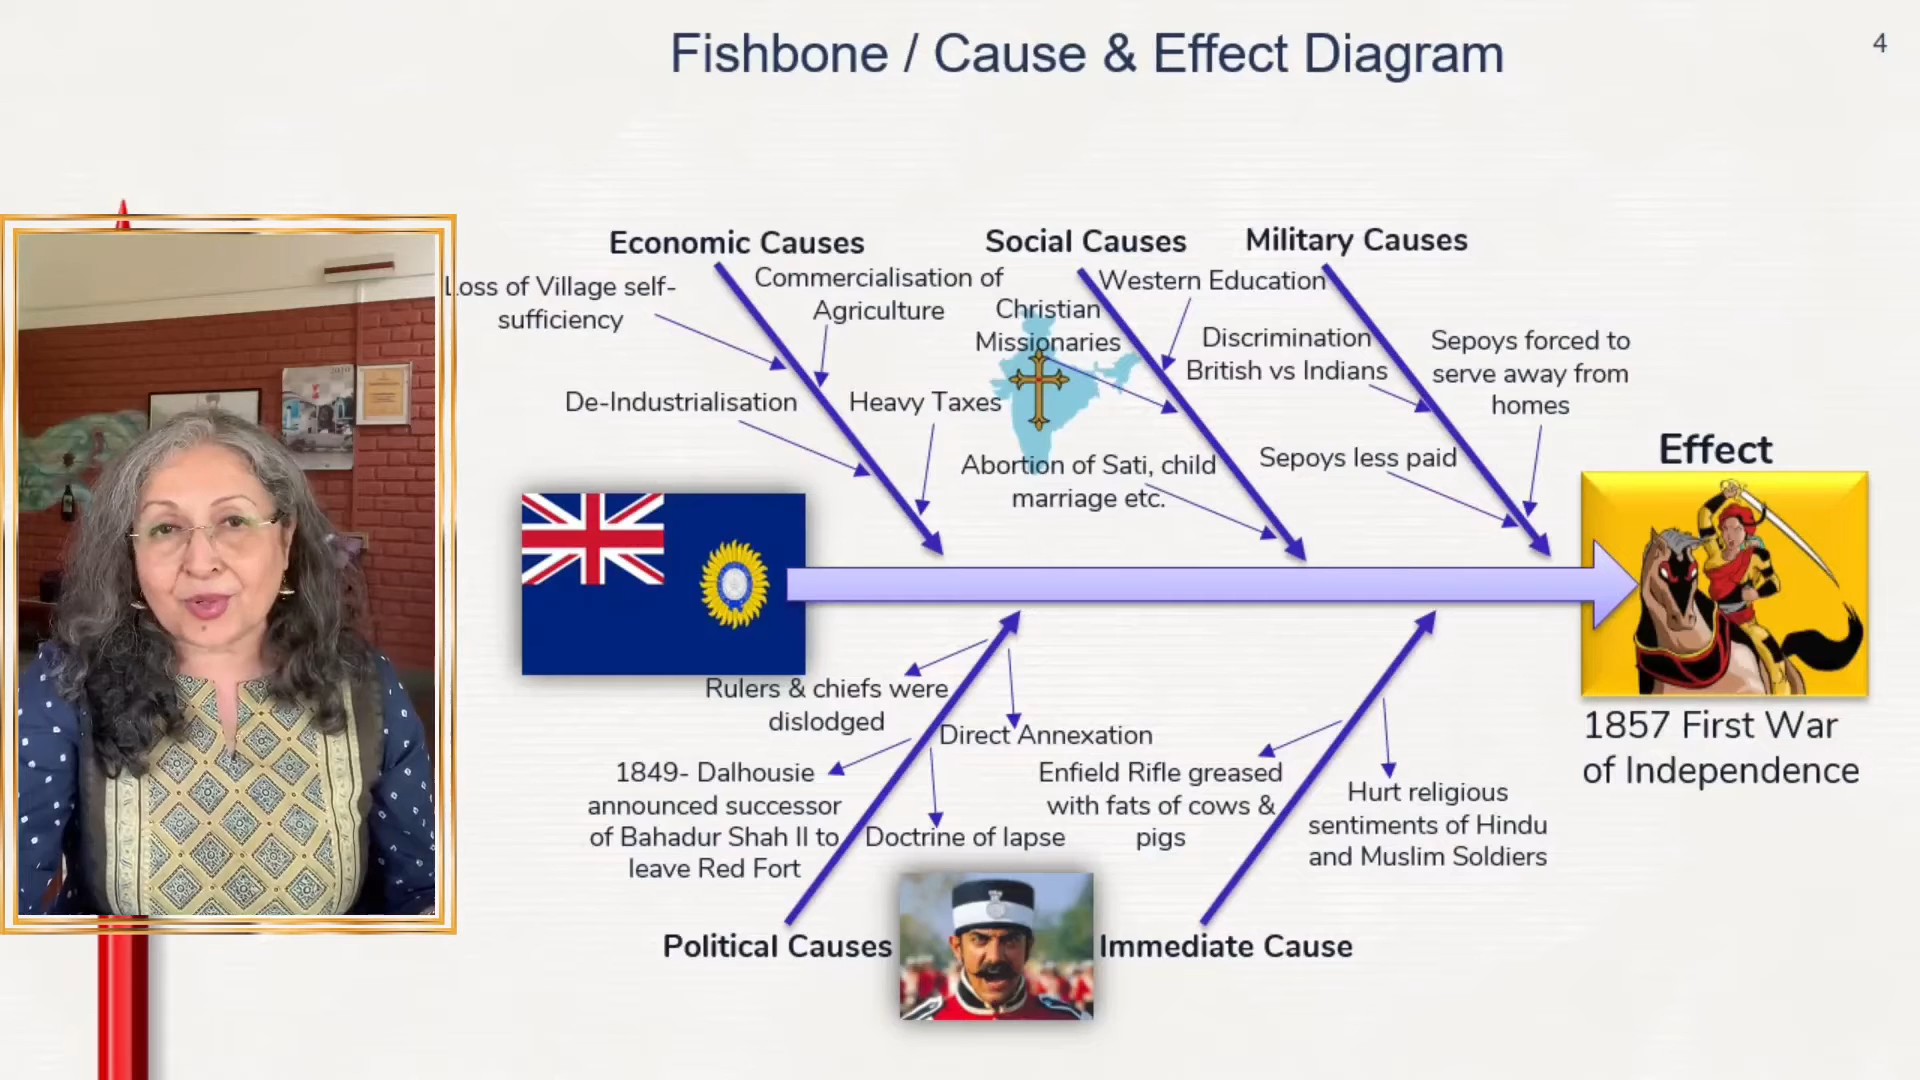 Fishbone / Cause & Effect Diagram
4
Economic Causes
Social Causes
Military Causes
Loss of Village self-
sufficiency
Commercialisation of
Agriculture
De-Industrialisation
Heavy Taxes
Christian
Missionaries
Western Education
Abortion of Sati, child
marriage etc.
Discrimination
British vs Indians
Sepoys less paid
Sepoys forced to
serve away from
homes
Effect
1857 First War
of Independence
Rulers & chiefs were
dislodged
Direct Annexation
1849- Dalhousie
announced successor
of Bahadur Shah II to
leave Red Fort
Doctrine of lapse
Enfield Rifle greased
with fats of cows &
pigs
Hurt religious
sentiments of Hindu
and Muslim Soldiers
Political Causes
Immediate Cause